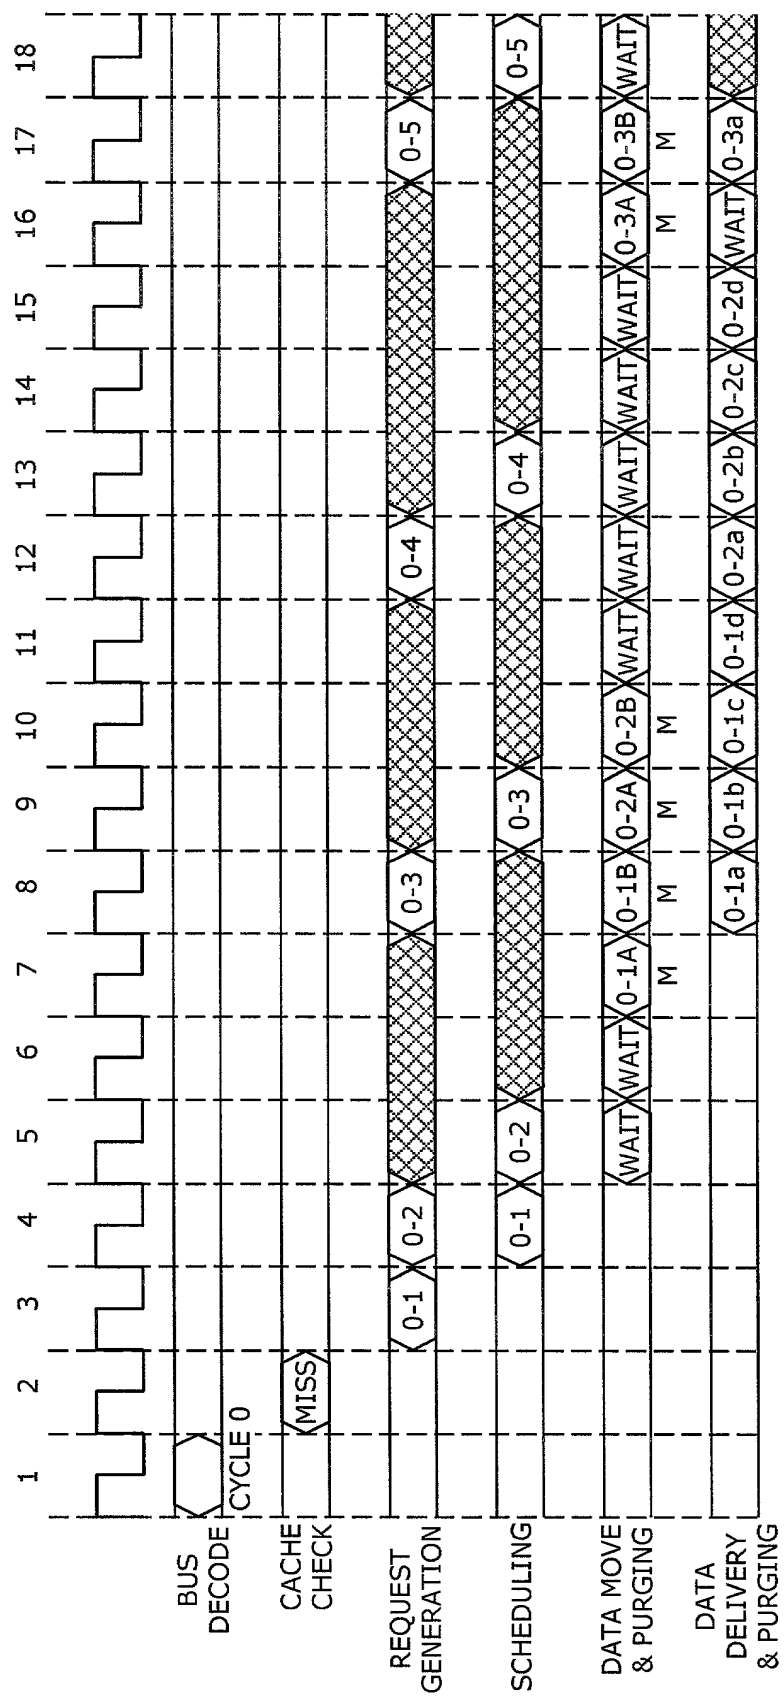 1 2 3 4 5 6 7 8 9 10 11 12 13 14 15 16 17 18
BUS
DECODE
CYCLE 0
CACHE
CHECK
MISS
REQUEST
GENERATION
0-1 0-2 0-3 0-4 0-5
SCHEDULING
0-1 0-2 0-3 0-4 0-5
DATA MOVE
& PURGING
WAIT WAIT 0-1A 0-1B 0-2A 0-2B WAIT WAIT WAIT WAIT WAIT 0-3A 0-3B WAIT
M M M M M M
DATA
DELIVERY
& PURGING
0-1a 0-1b 0-1c 0-1d 0-2a 0-2b 0-2c 0-2d WAIT 0-3a